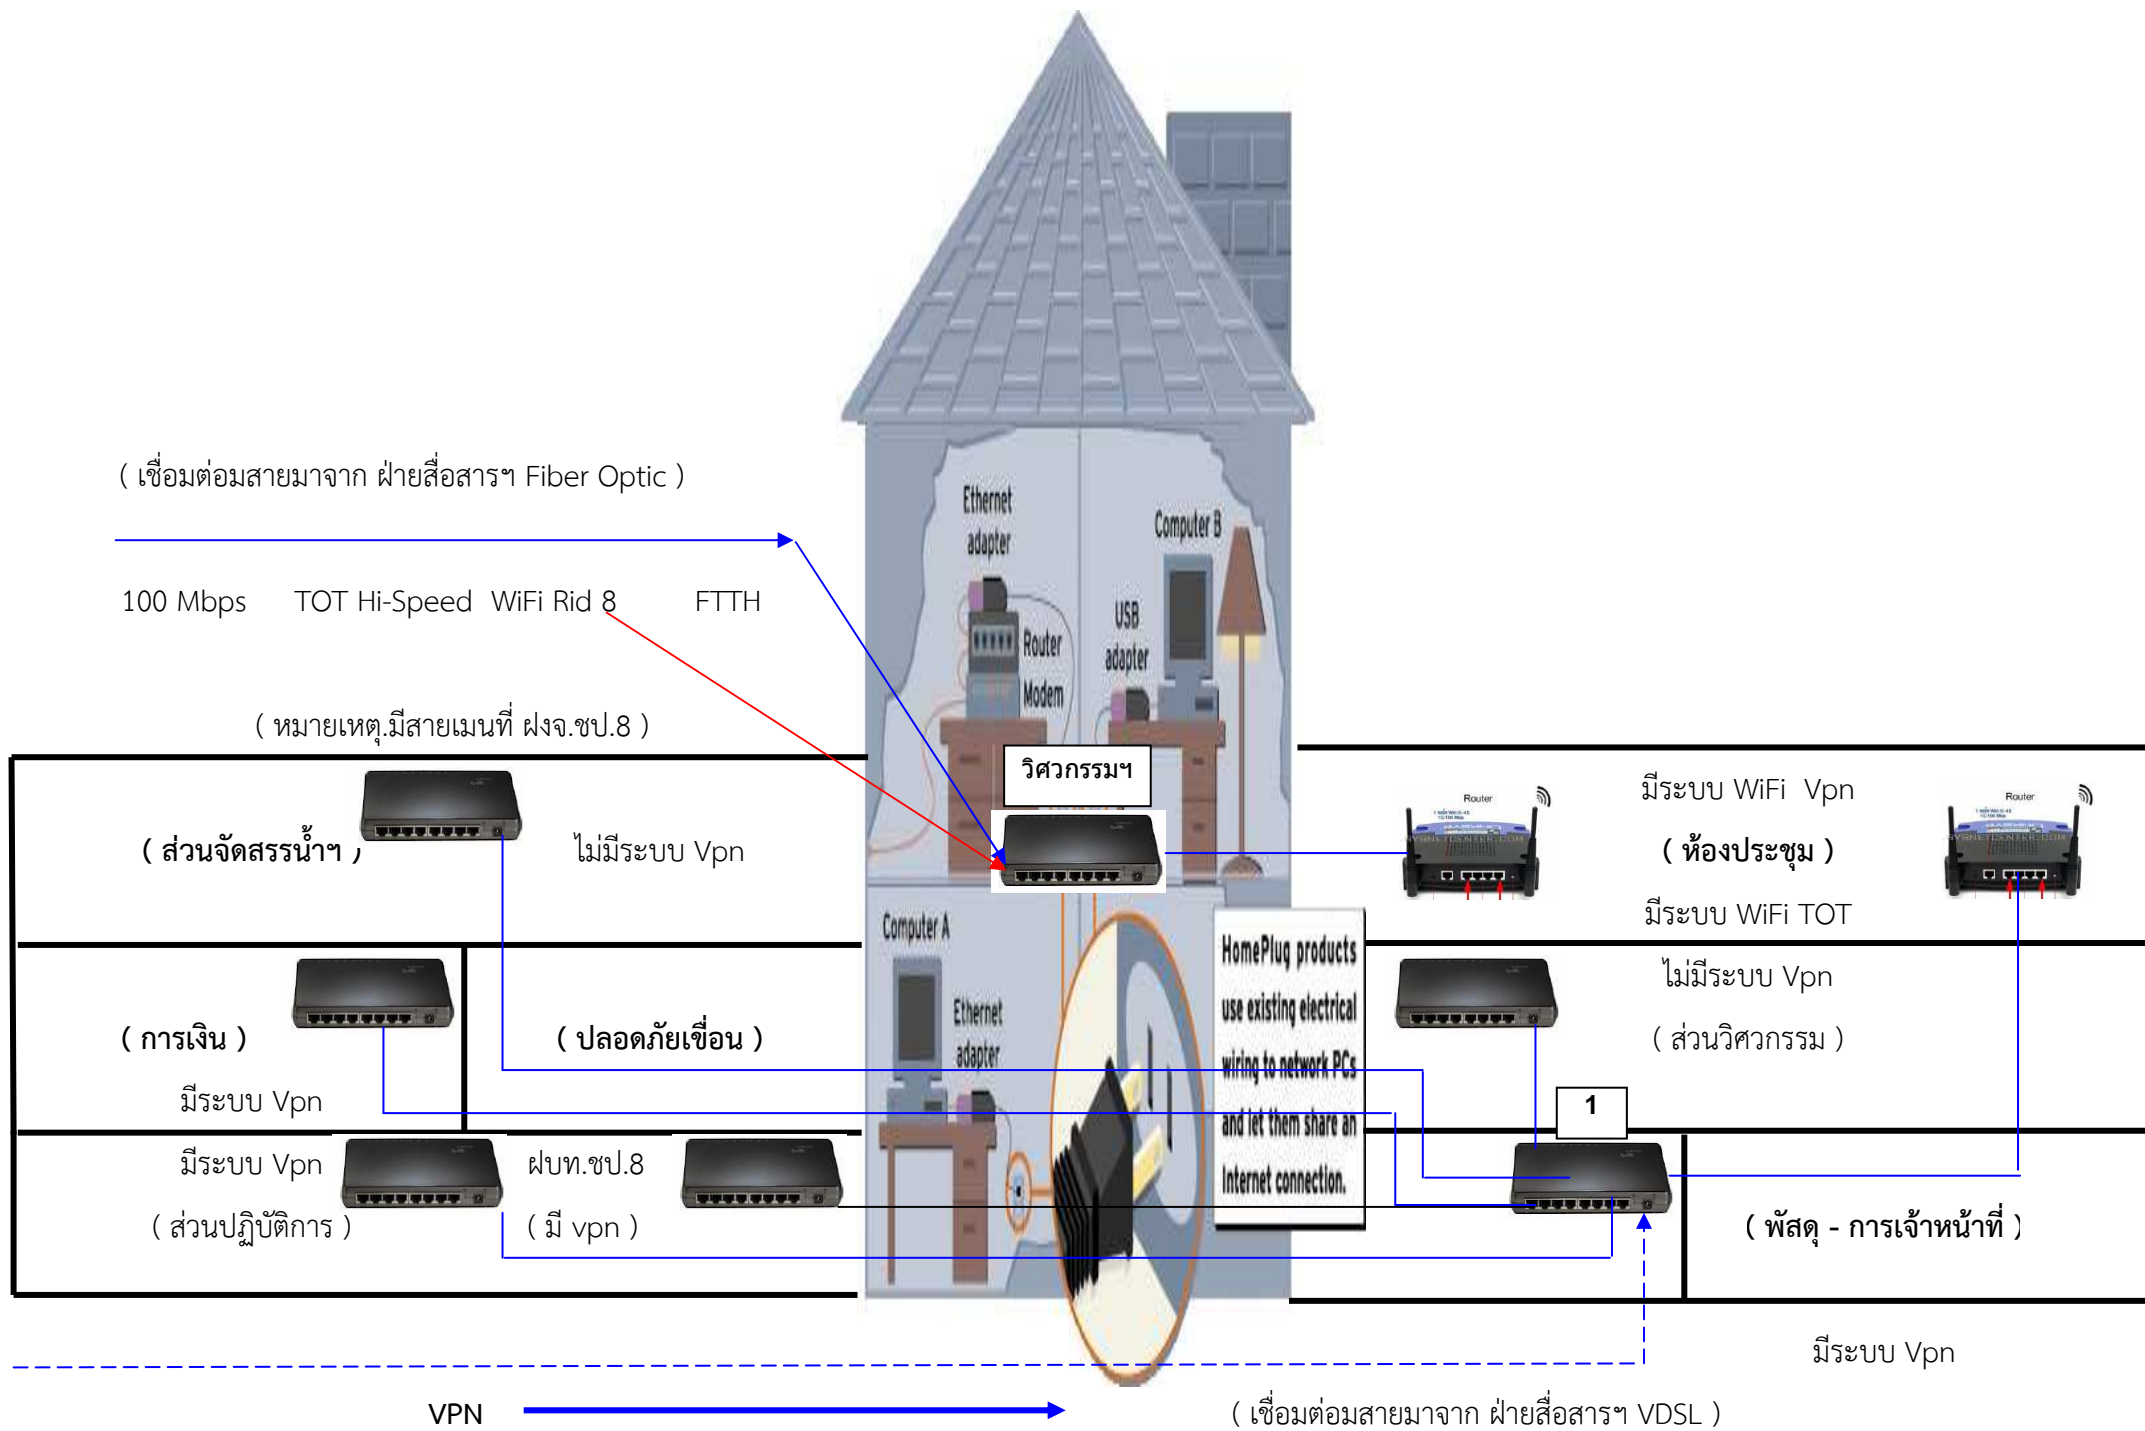 ( เชื่อมต่อมสายมาจาก ฝ่ายสื่อสารฯ Fiber Optic )
100 Mbps TOT Hi-Speed WiFi Rid 8 FTTH
( หมายเหตุ.มีสายเมนที่ ฝงจ.ชป.8 )
Ethernet
adapter
Computer B
USB
adapter
Router
Modem
วิศวกรรมฯ
( ส่วนจัดสรรน้ำฯ )
ไม่มีระบบ Vpn
Router
มีระบบ WiFi Vpn
( ห้องประชุม )
มีระบบ WiFi TOT
Router
( การเงิน )
มีระบบ Vpn
( ปลอดภัยเขื่อน )
Computer A
Ethernet
adapter
HomePlug products
use existing electrical
wiring to network PCs
and let them share an
Internet connection.
ไม่มีระบบ Vpn
( ส่วนวิศวกรรม )
1
มีระบบ Vpn
( ส่วนปฏิบัติการ )
ฝบท.ชป.8
( มี vpn )
( พัสดุ - การเจ้าหน้าที่ )
มีระบบ Vpn
VPN
( เชื่อมต่อมสายมาจาก ฝ่ายสื่อสารฯ VDSL )